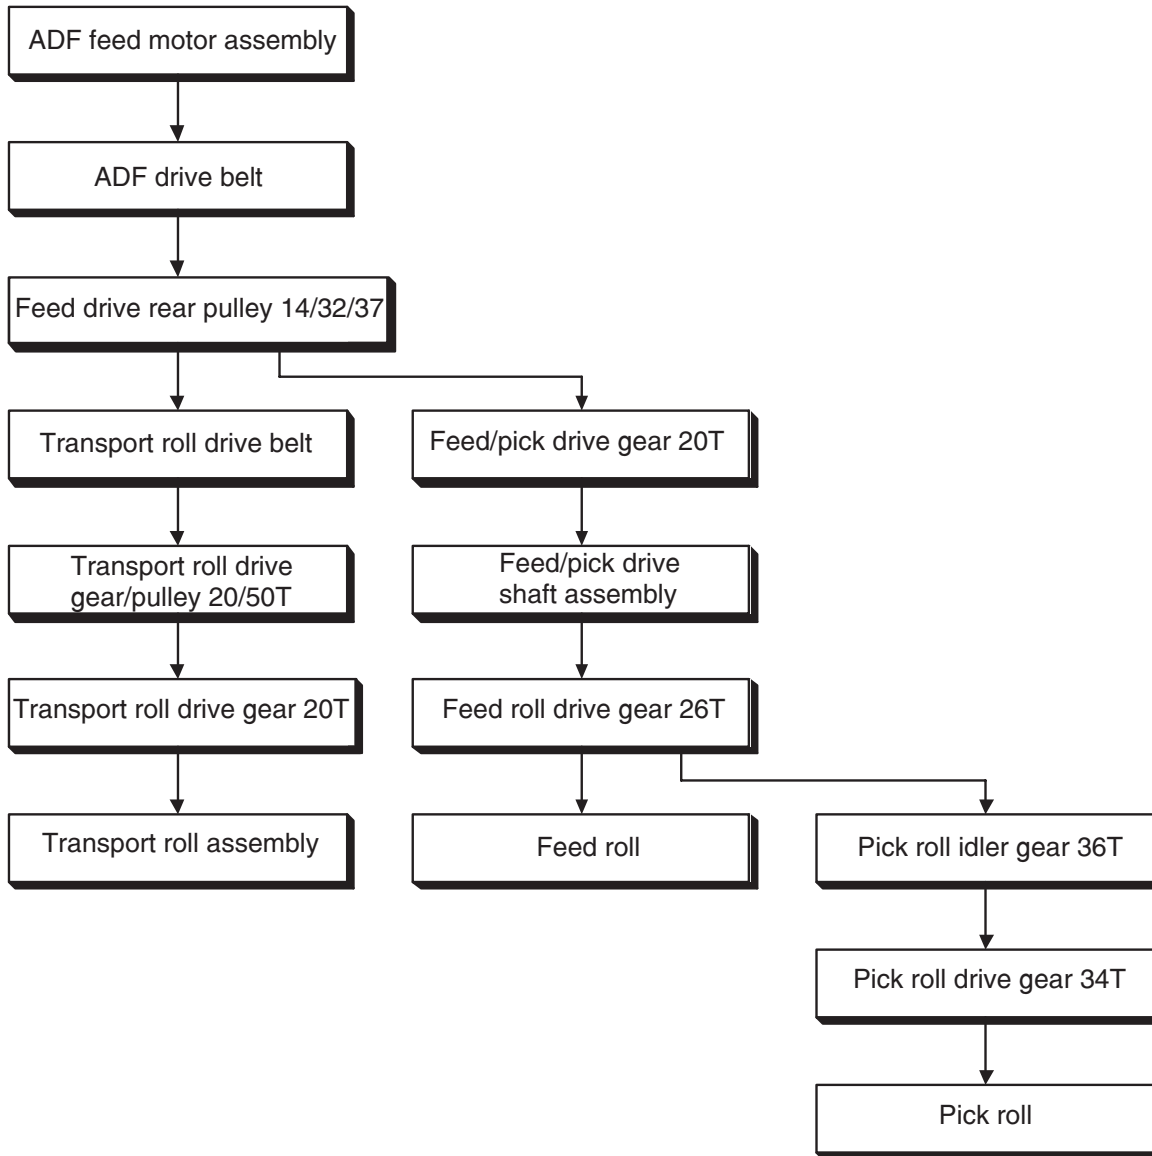 ADF feed motor assembly
ADF drive belt
Feed drive rear pulley 14/32/37
Transport roll drive belt
Feed/pick drive gear 20T
Transport roll drive
gear/pulley 20/50T
Feed/pick drive
shaft assembly
Transport roll drive gear 20T
Feed roll drive gear 26T
Transport roll assembly
Feed roll
Pick roll idler gear 36T
Pick roll drive gear 34T
Pick roll